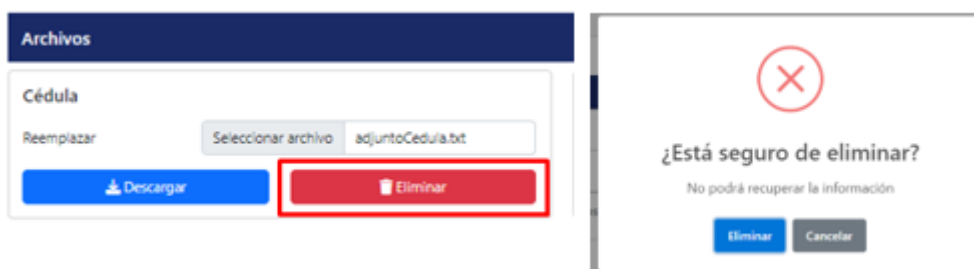 Archivos
Cédula
Reemplazar Seleccionar archivo adjuntoCedula.txt
Descargar Eliminar
¿Está seguro de eliminar?
No podrá recuperar la información
Eliminar Cancelar